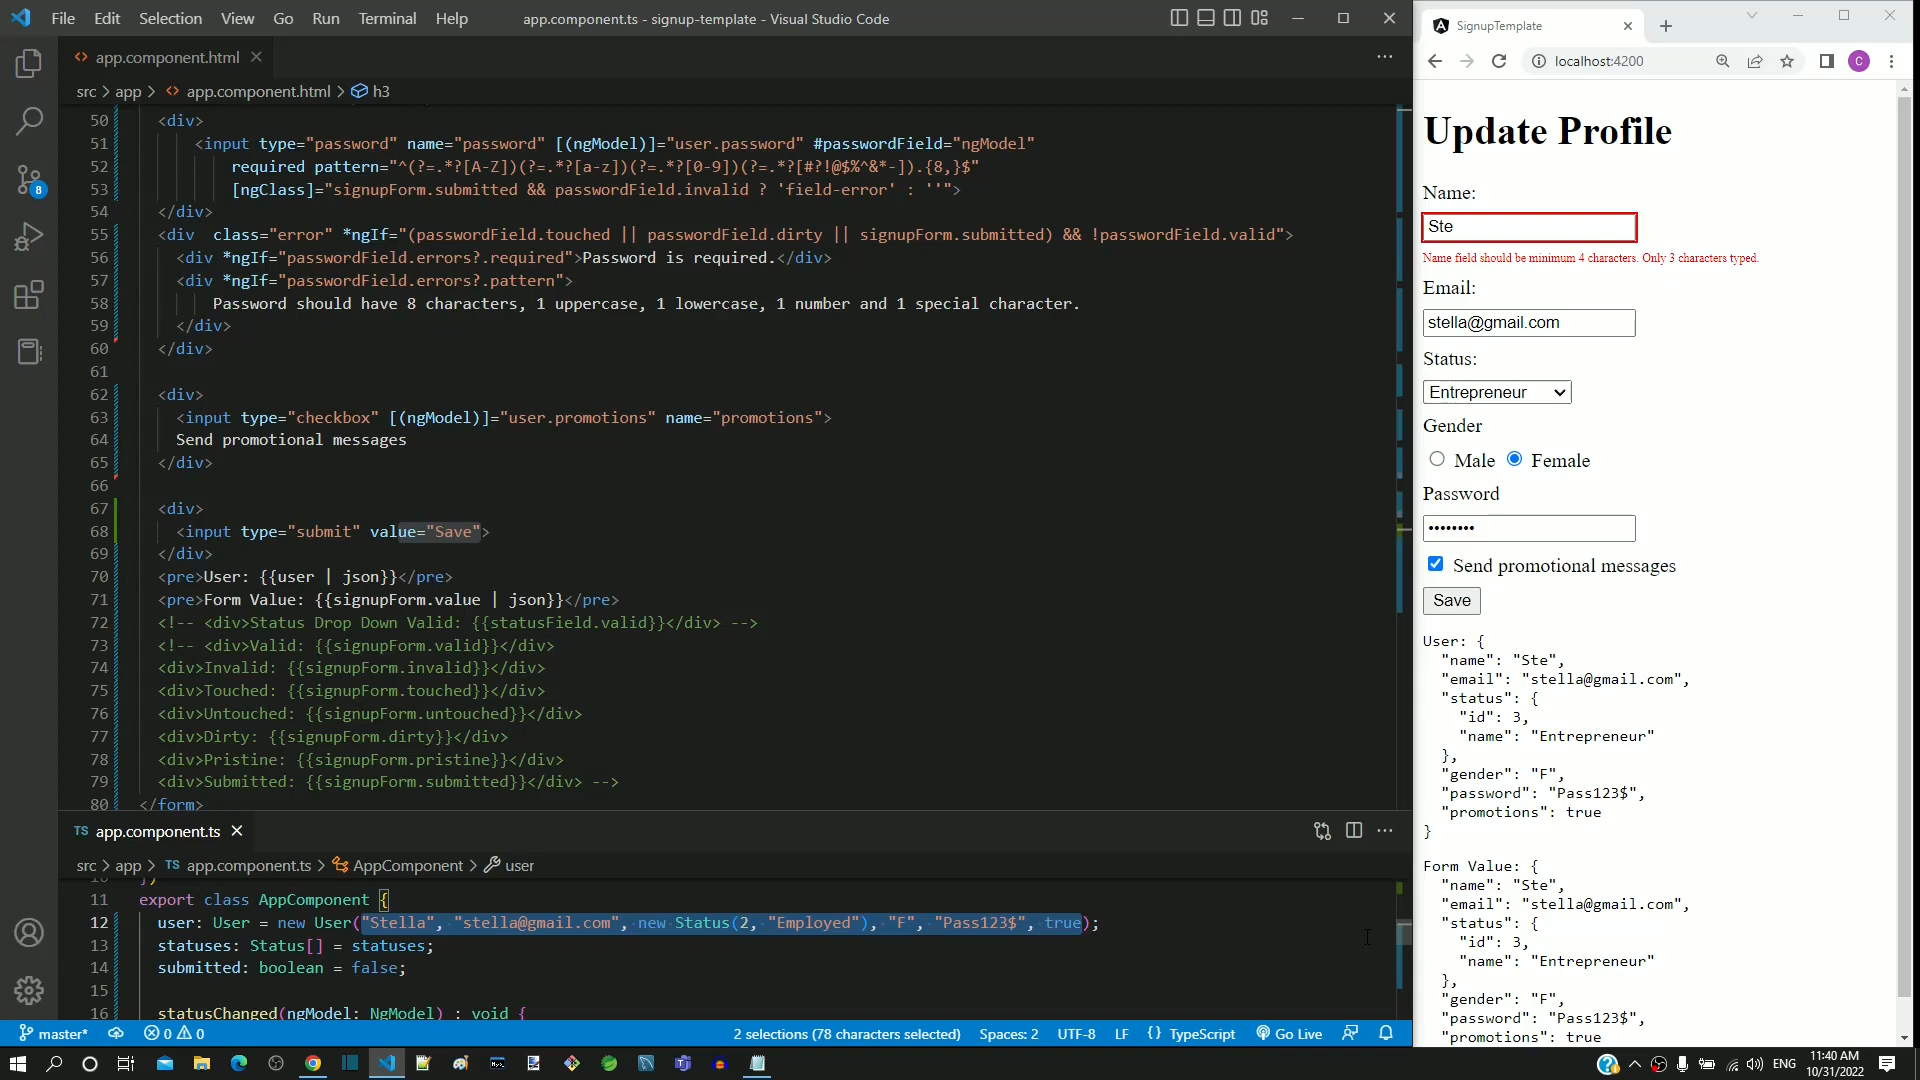 File Edit Selection View Go Run Terminal Help
app.component.ts - signup-template - Visual Studio Code
app.component.html
src > app > app.component.html > h3
50 <div>
51 <input type="password" name="password" [(ngModel)]="user.password" #passwordField="ngModel"
52 required pattern="^(?=.*?[A-Z])(?=.*?[a-z])(?=.*?[0-9])(?=.*?[#?!@$%^&*-]).{8,}$"
53 [ngClass]="signupForm.submitted && passwordField.invalid ? 'field-error' : ''">
54 </div>
55 <div class="error" *ngIf="(passwordField.touched || passwordField.dirty || signupForm.submitted) && !passwordField.valid">
56 <div *ngIf="passwordField.errors?.required">Password is required.</div>
57 <div *ngIf="passwordField.errors?.pattern">
58 Password should have 8 characters, 1 uppercase, 1 lowercase, 1 number and 1 special character.
59 </div>
60 </div>
61
62 <div>
63 <input type="checkbox" [(ngModel)]="user.promotions" name="promotions">
64 Send promotional messages
65 </div>
66
67 <div>
68 <input type="submit" value="Save">
69 </div>
70 <pre>User: {{user | json}}</pre>
71 <pre>Form Value: {{signupForm.value | json}}</pre>
72 <!-- <div>Status Drop Down Valid: {{statusField.valid}}</div> -->
73 <!-- <div>Valid: {{signupForm.valid}}</div>
74 <div>Invalid: {{signupForm.invalid}}</div>
75 <div>Touched: {{signupForm.touched}}</div>
76 <div>Untouched: {{signupForm.untouched}}</div>
77 <div>Dirty: {{signupForm.dirty}}</div>
78 <div>Pristine: {{signupForm.pristine}}</div>
79 <div>Submitted: {{signupForm.submitted}}</div> -->
80 </form>
TS app.component.ts
src > app > TS app.component.ts > AppComponent > user
11 export class AppComponent {
12 user: User = new User("Stella", "stella@gmail.com", new Status(2, "Employed"), "F", "Pass123$", true);
13 statuses: Status[] = statuses;
14 submitted: boolean = false;
15
16 statusChanged(ngModel: NgModel) : void {
8
master*
0 0
2 selections (78 characters selected)
Spaces: 2
UTF-8
LF
{} TypeScript
Go Live
SignupTemplate
localhost:4200
C
Update Profile
Name:
Ste
Name field should be minimum 4 characters. Only 3 characters typed.
Email:
stella@gmail.com
Status:
Entrepreneur
Gender
Male Female
Password
••••••••
Send promotional messages
Save
User: {
"name": "Ste",
"email": "stella@gmail.com",
"status": {
"id": 3,
"name": "Entrepreneur"
},
"gender": "F",
"password": "Pass123$",
"promotions": true
}
Form Value: {
"name": "Ste",
"email": "stella@gmail.com",
"status": {
"id": 3,
"name": "Entrepreneur"
},
"gender": "F",
"password": "Pass123$",
"promotions": true
ENG
11:40 AM
10/31/2022